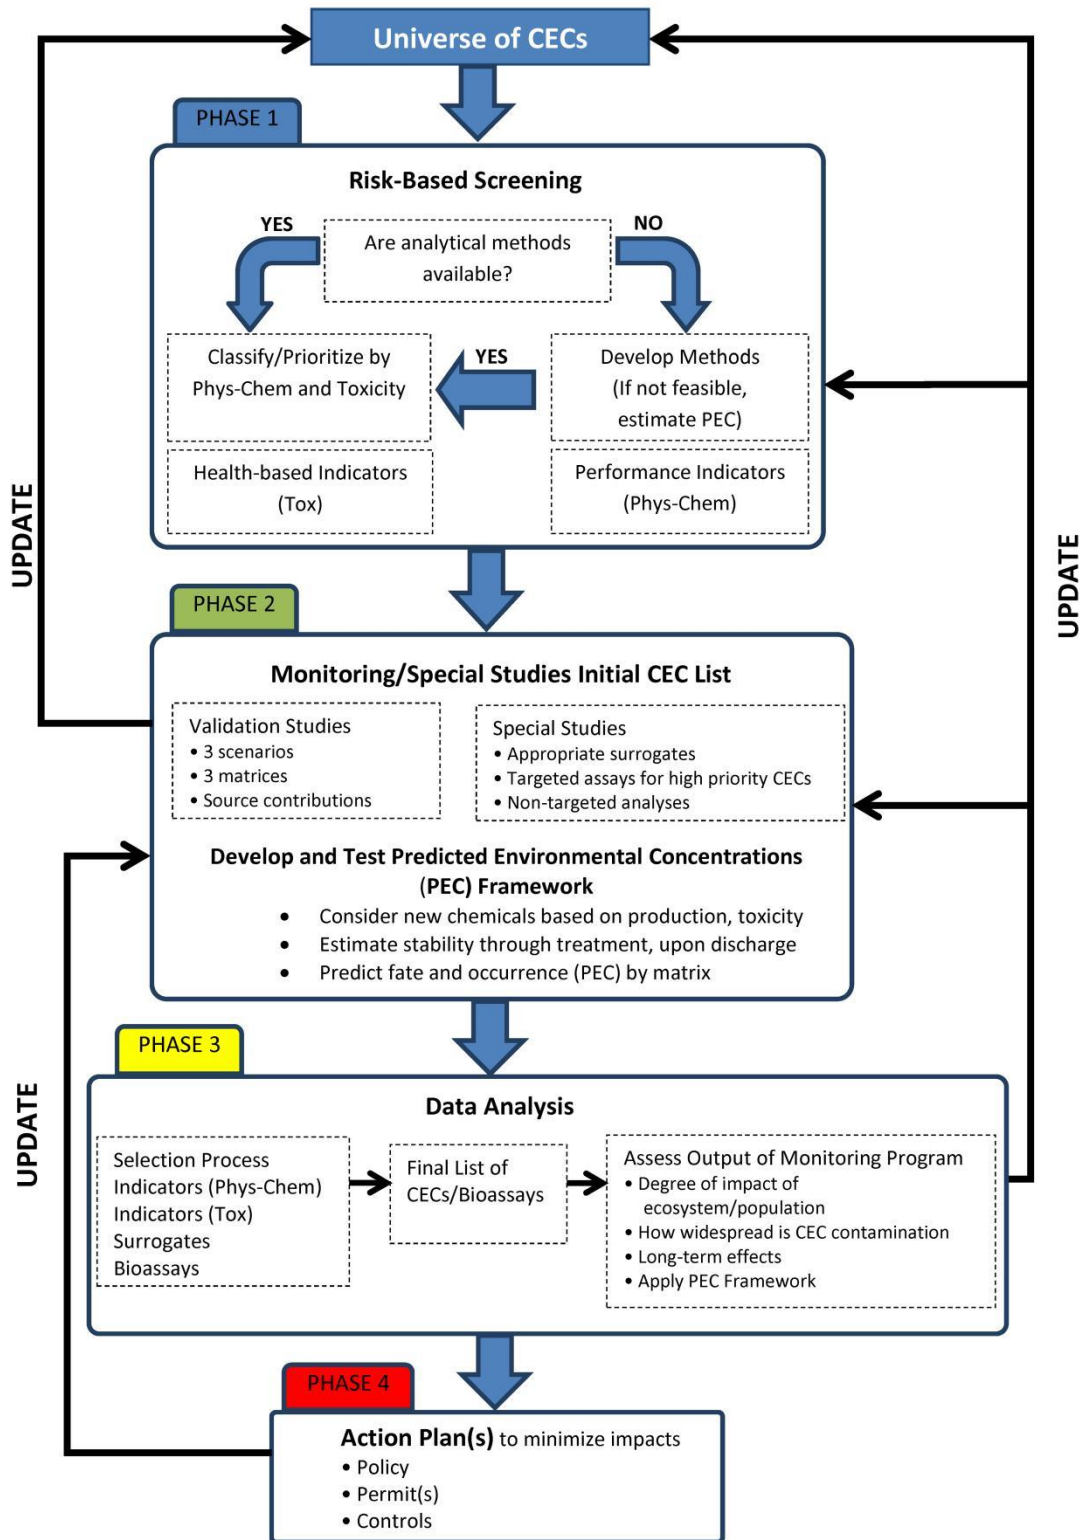 Universe of CECs
PHASE 1
Risk-Based Screening
YES
NO
Are analytical methods
available?
Classify/Prioritize by
Phys-Chem and Toxicity
YES
Develop Methods
(If not feasible,
estimate PEC)
Health-based Indicators
(Tox)
Performance Indicators
(Phys-Chem)
UPDATE
UPDATE
PHASE 2
Monitoring/Special Studies Initial CEC List
Validation Studies
• 3 scenarios
• 3 matrices
• Source contributions
Special Studies
• Appropriate surrogates
• Targeted assays for high priority CECs
• Non-targeted analyses
Develop and Test Predicted Environmental Concentrations
(PEC) Framework
• Consider new chemicals based on production, toxicity
• Estimate stability through treatment, upon discharge
• Predict fate and occurrence (PEC) by matrix
UPDATE
PHASE 3
Data Analysis
Selection Process
Indicators (Phys-Chem)
Indicators (Tox)
Surrogates
Bioassays
Final List of
CECs/Bioassays
Assess Output of Monitoring Program
• Degree of impact of
ecosystem/population
• How widespread is CEC contamination
• Long-term effects
• Apply PEC Framework
PHASE 4
Action Plan(s) to minimize impacts
• Policy
• Permit(s)
• Controls